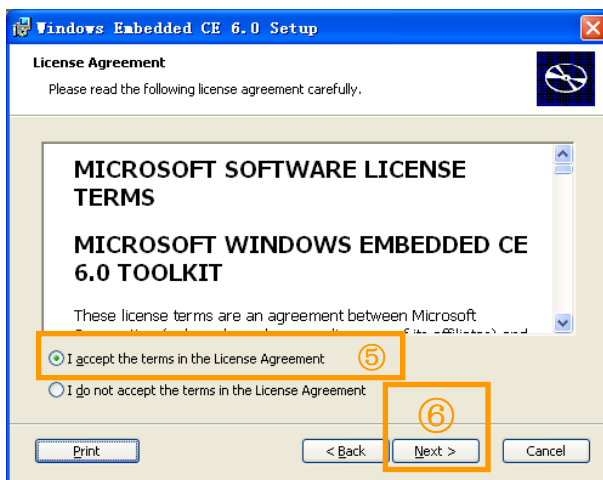 Windows Embedded CE 6.0 Setup
License Agreement
Please read the following license agreement carefully.
MICROSOFT SOFTWARE LICENSE
TERMS
MICROSOFT WINDOWS EMBEDDED CE
6.0 TOOLKIT
These license terms are an agreement between Microsoft
I accept the terms in the License Agreement ⑤
I do not accept the terms in the License Agreement
⑥
Print < Back Next > Cancel